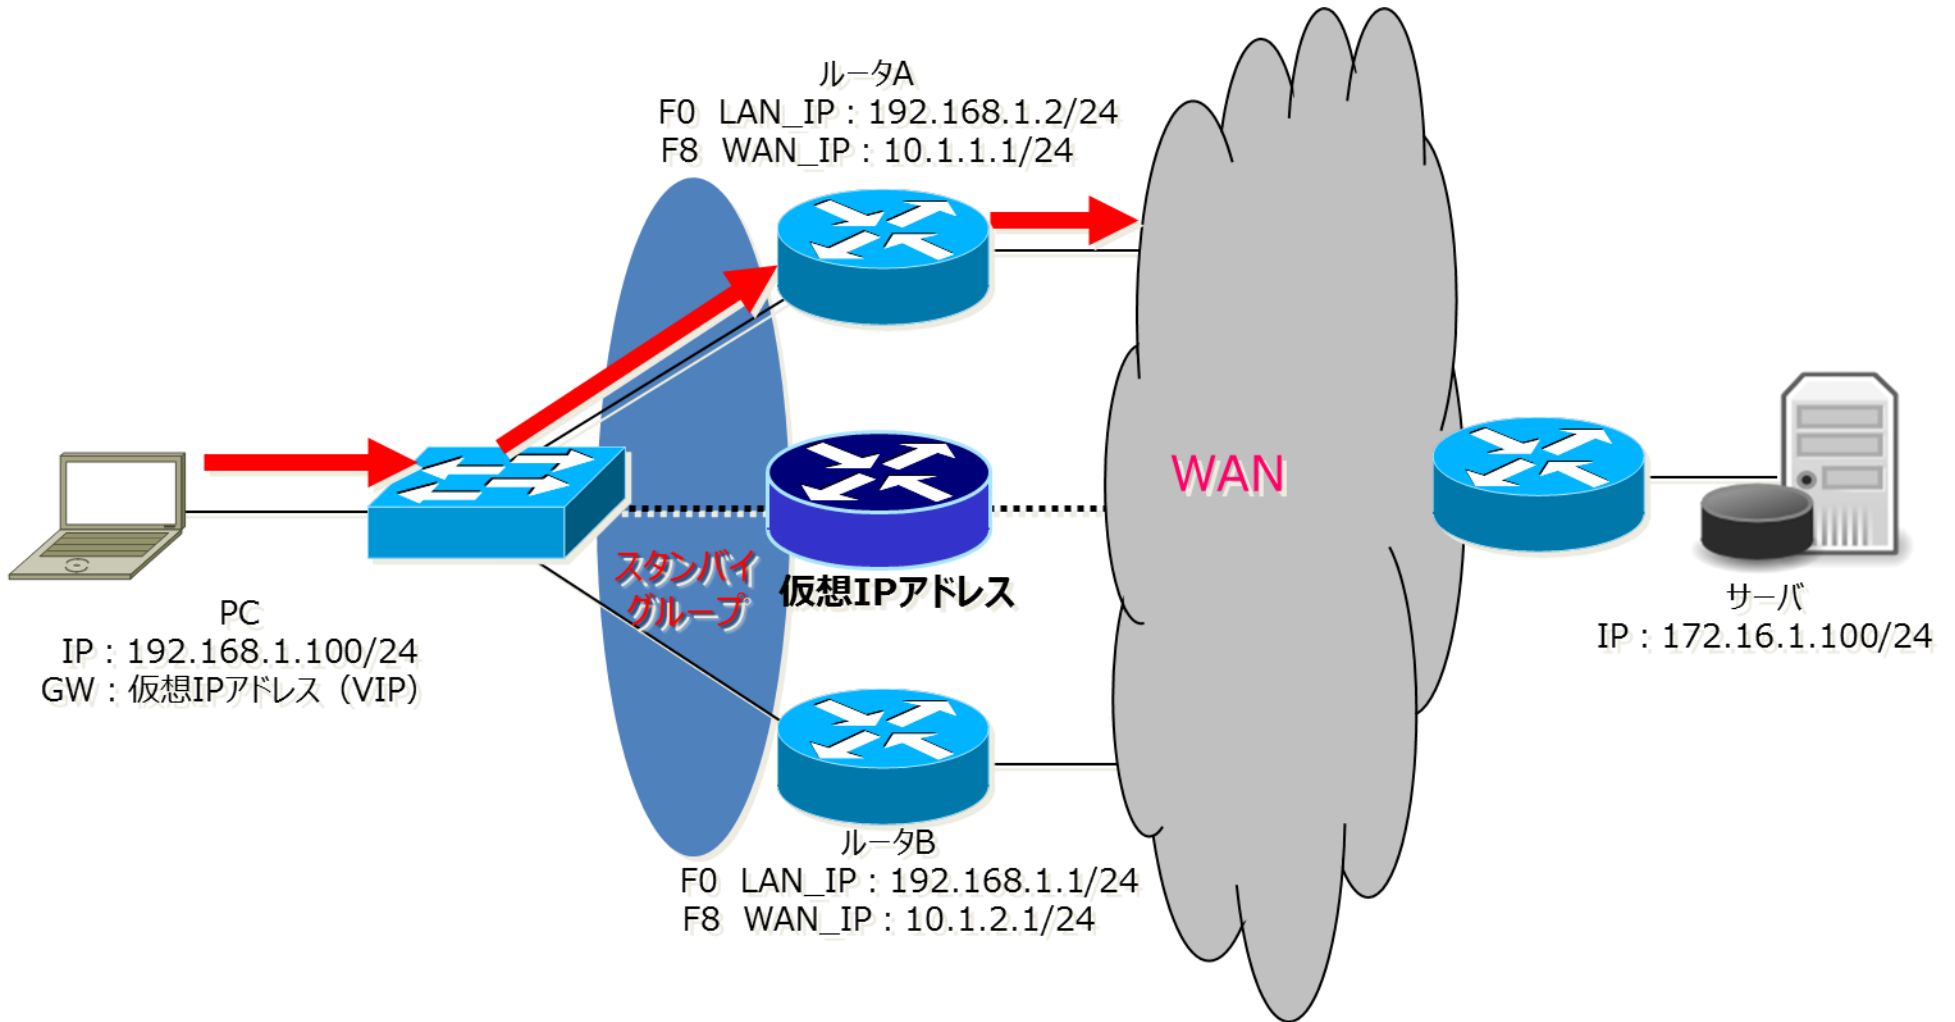 ルータA
F0 LAN_IP：192.168.1.2/24
F8 WAN_IP：10.1.1.1/24
WAN
スタンバイ
グループ
仮想IPアドレス
PC
IP：192.168.1.100/24
GW：仮想IPアドレス（VIP）
サーバ
IP：172.16.1.100/24
ルータB
F0 LAN_IP：192.168.1.1/24
F8 WAN_IP：10.1.2.1/24